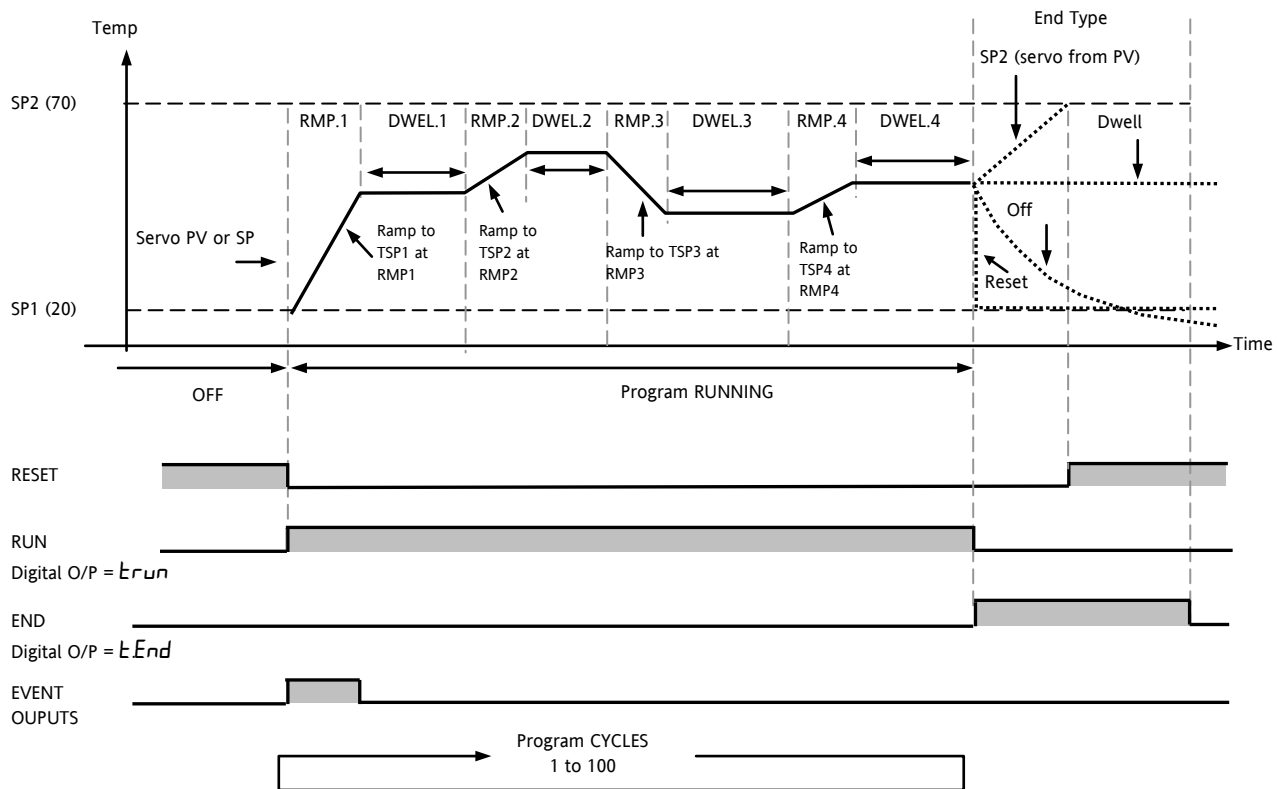 End Type
Temp
SP2 (servo from PV)
SP2 (70)
RMP.1 DWEL.1 RMP.2 DWEL.2 RMP.3 DWEL.3 RMP.4 DWEL.4
Dwell
Servo PV or SP
Ramp to
TSP1 at
RMP1
Ramp to
TSP2 at
RMP2
Ramp to TSP3 at
RMP3
Ramp to
TSP4 at
RMP4
Off
Reset
SP1 (20)
Time
OFF
Program RUNNING
RESET
RUN
Digital O/P = trun
END
Digital O/P = t.End
EVENT
OUPUTS
Program CYCLES
1 to 100